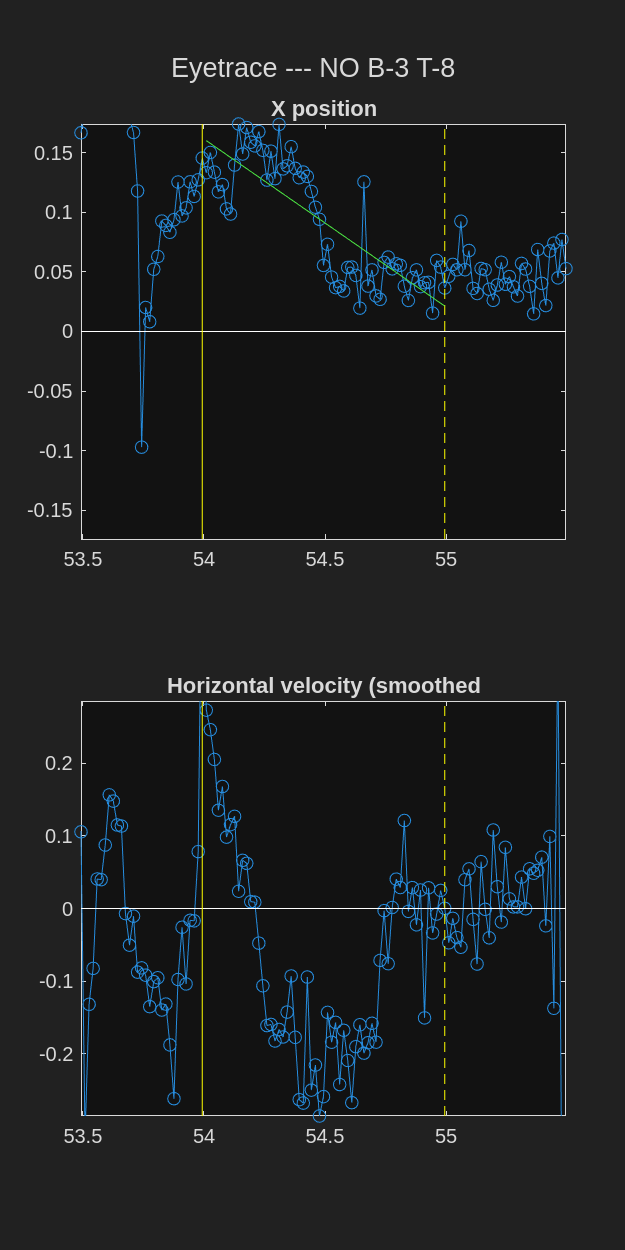 Eyetrace --- NO B-3 T-8
X position
0.15
0.1
0.05
0
-0.05
-0.1
-0.15
53.5 54 54.5 55
Horizontal velocity (smoothed
0.2
0.1
0
-0.1
-0.2
53.5 54 54.5 55